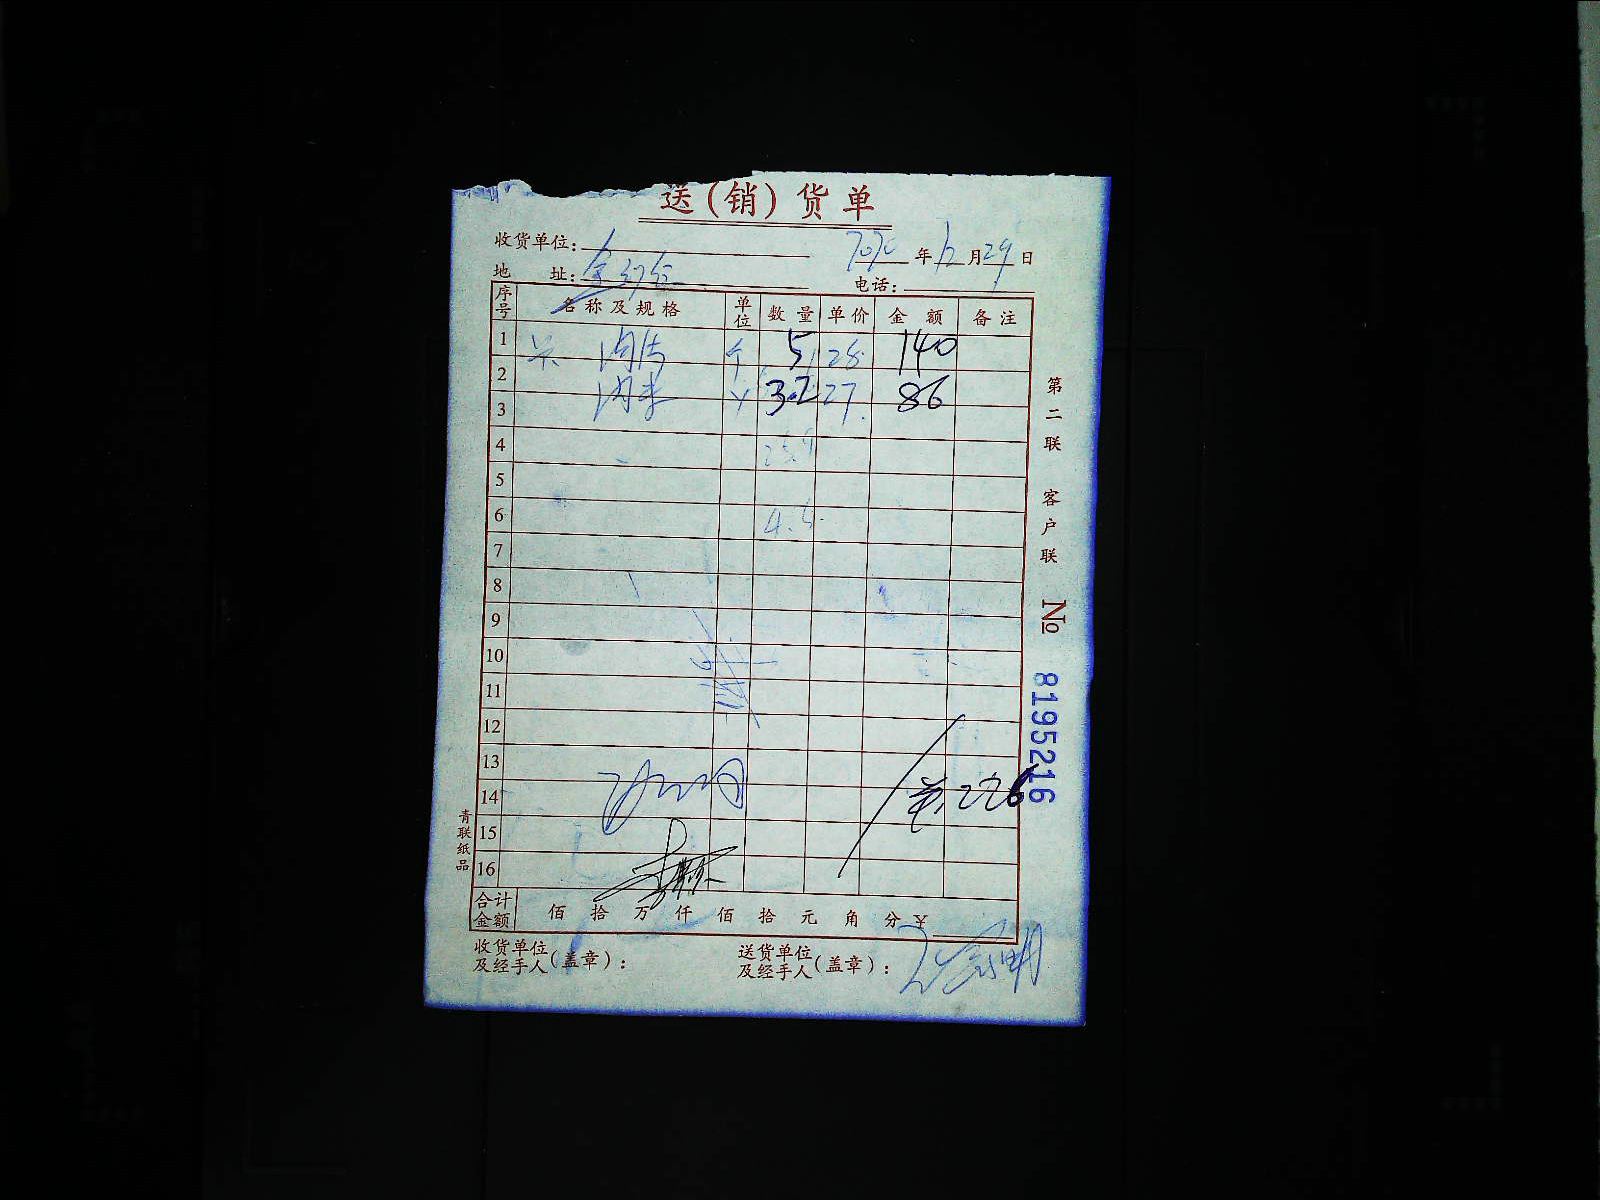 送(销)货单
收货单位:
年12月29日
地 址:
电话:
序号 名称及规格 单位 数量 单价 金额 备注
1 个 5 28 140
2 3.2 27 86
3
4
5
6
7
8
9
10
11
12
13
14 226
15
16
合计金额 佰 拾 万 仟 佰 拾 元 角 分 ¥
收货单位及经手人(盖章):
送货单位及经手人(盖章):
第二联 客户联
No 8195216
青联纸品